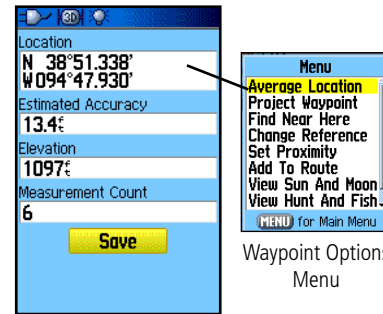 3D
Location
N 38°51.338'
W094°47.930'
Estimated Accuracy
13.4ft
Elevation
1097ft
Measurement Count
6
Save
Menu
Average Location
Project Waypoint
Find Near Here
Change Reference
Set Proximity
Add To Route
View Sun And Moon
View Hunt And Fish
MENU for Main Menu
Waypoint Options
Menu